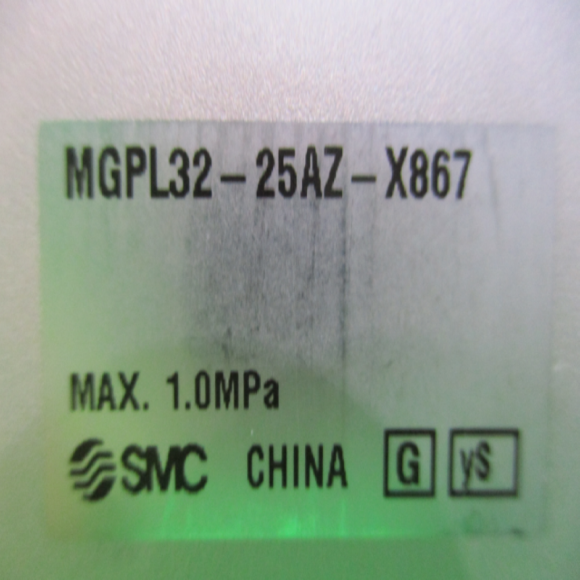 MGPL32-25AZ-X867
MAX. 1.0MPa
SMC CHINA G yS